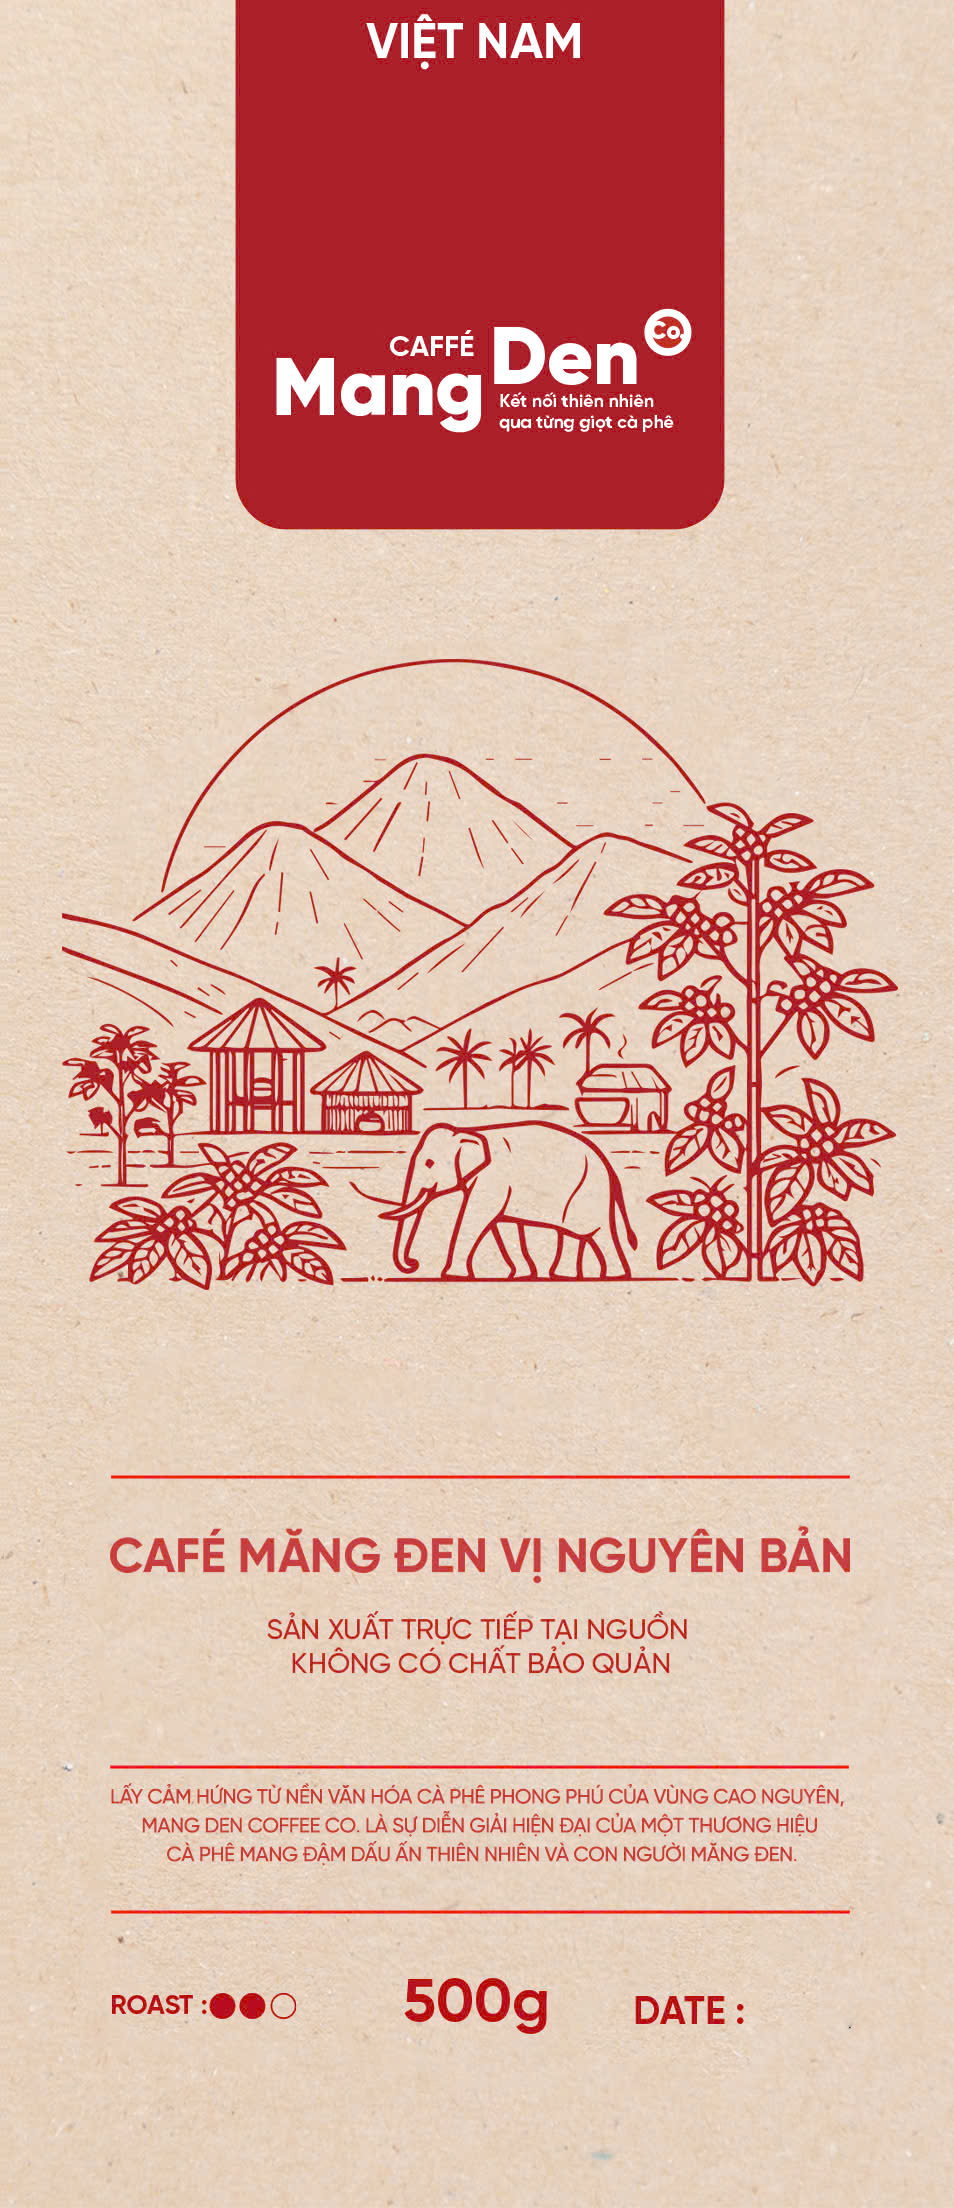 VIỆT NAM
CAFFÉ
Mang Den Co.
Kết nối thiên nhiên
qua từng giọt cà phê
CAFÉ MĂNG ĐEN VỊ NGUYÊN BẢN
SẢN XUẤT TRỰC TIẾP TẠI NGUỒN
KHÔNG CÓ CHẤT BẢO QUẢN
LẤY CẢM HỨNG TỪ NỀN VĂN HÓA CÀ PHÊ PHONG PHÚ CỦA VÙNG CAO NGUYÊN,
MANG DEN COFFEE CO. LÀ SỰ DIỄN GIẢI HIỆN ĐẠI CỦA MỘT THƯƠNG HIỆU
CÀ PHÊ MANG ĐẬM DẤU ẤN THIÊN NHIÊN VÀ CON NGƯỜI MĂNG ĐEN.
ROAST :
500g
DATE :